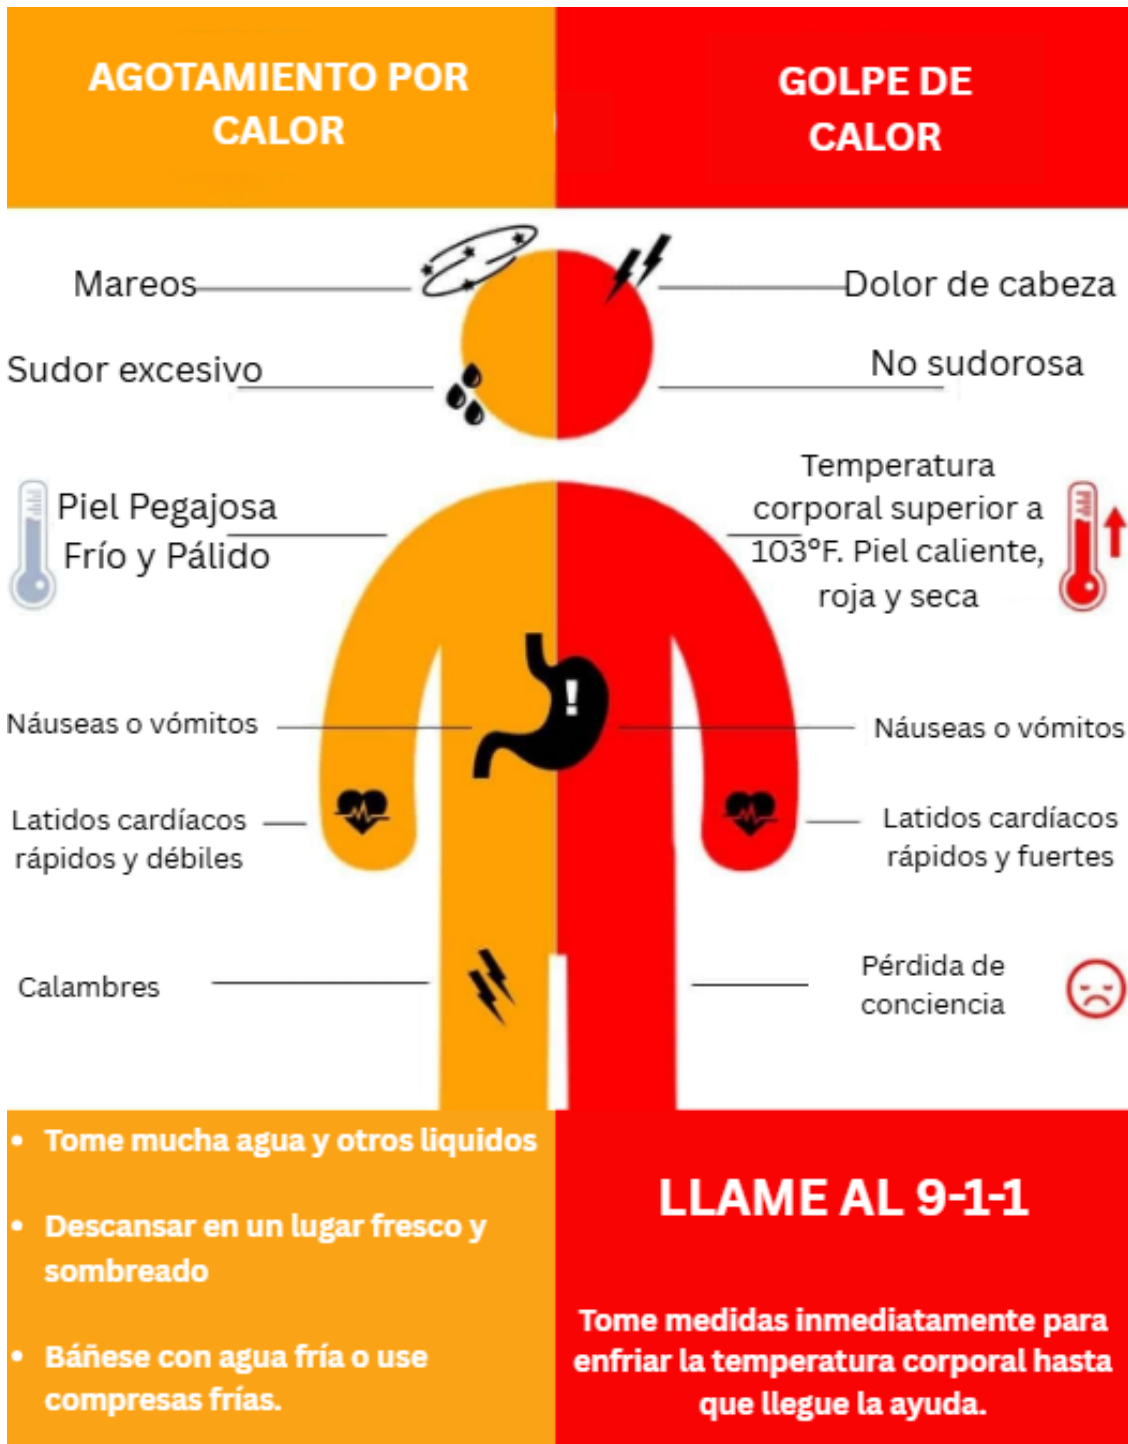 AGOTAMIENTO POR
CALOR
GOLPE DE
CALOR
Mareos
Dolor de cabeza
Sudor excesivo
No sudorosa
Piel Pegajosa
Frío y Pálido
Temperatura
corporal superior a
103°F. Piel caliente,
roja y seca
!
Náuseas o vómitos
Náuseas o vómitos
Latidos cardíacos
rápidos y débiles
Latidos cardíacos
rápidos y fuertes
Calambres
Pérdida de
conciencia
• Tome mucha agua y otros liquidos
• Descansar en un lugar fresco y
sombreado
• Báñese con agua fría o use
compresas frías.
LLAME AL 9-1-1
Tome medidas inmediatamente para
enfriar la temperatura corporal hasta
que llegue la ayuda.